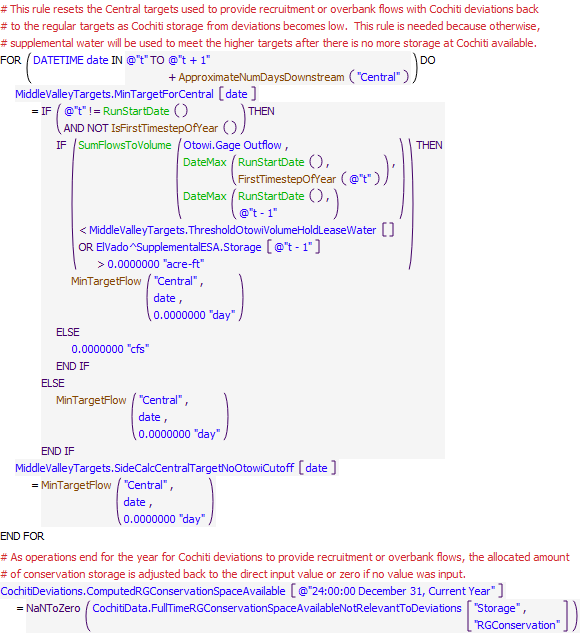 # This rule resets the Central targets used to provide recruitment or overbank flows with Cochiti deviations back
# to the regular targets as Cochiti storage from deviations becomes low.  This rule is needed because otherwise,
# supplemental water will be used to meet the higher targets after there is no more storage at Cochiti available.
FOR ( DATETIME date IN @"t" TO @"t + 1"
+ ApproximateNumDaysDownstream ( "Central" ) ) DO
MiddleValleyTargets.MinTargetForCentral [ date ]
= IF ( @"t" != RunStartDate ( )
AND NOT IsFirstTimestepOfYear ( ) ) THEN
IF ( SumFlowsToVolume ( Otowi.Gage Outflow ,
DateMax ( RunStartDate ( ) ,
FirstTimestepOfYear ( @"t" ) ) ,
DateMax ( RunStartDate ( ) ,
@"t - 1" ) )
< MiddleValleyTargets.ThresholdOtowiVolumeHoldLeaseWater [ ]
OR ElVado^SupplementalESA.Storage [ @"t - 1" ]
> 0.0000000 "acre-ft" ) THEN
MinTargetFlow ( "Central" ,
date ,
0.0000000 "day" )
ELSE
0.0000000 "cfs"
END IF
ELSE
MinTargetFlow ( "Central" ,
date ,
0.0000000 "day" )
END IF
MiddleValleyTargets.SideCalcCentralTargetNoOtowiCutoff [ date ]
= MinTargetFlow ( "Central" ,
date ,
0.0000000 "day" )
END FOR
# As operations end for the year for Cochiti deviations to provide recruitment or overbank flows, the allocated amount
# of conservation storage is adjusted back to the direct input value or zero if no value was input.
CochitiDeviations.ComputedRGConservationSpaceAvailable [ @"24:00:00 December 31, Current Year" ]
= NaNToZero ( CochitiData.FullTimeRGConservationSpaceAvailableNotRelevantToDeviations [ "Storage" ,
"RGConservation" ] )